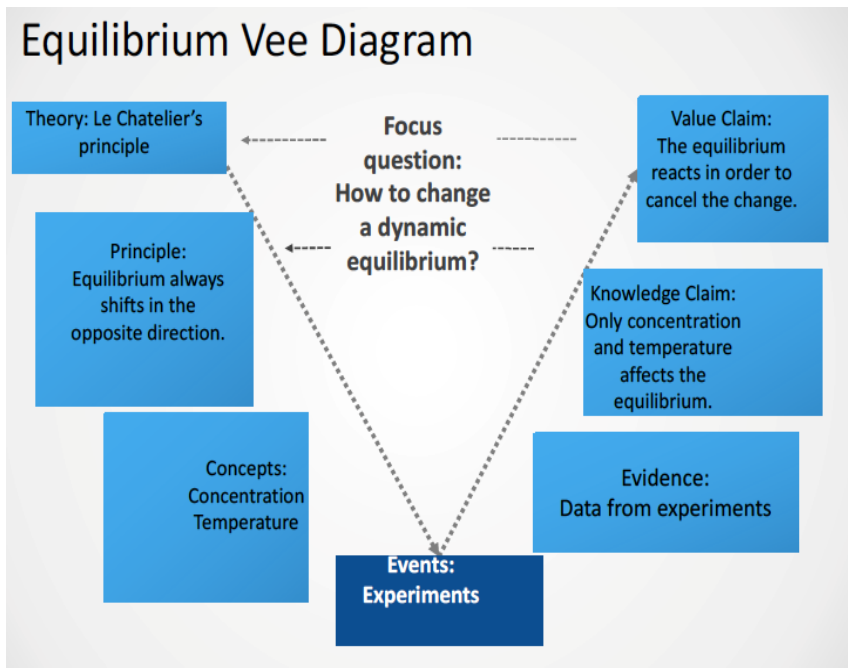 Equilibrium Vee Diagram
Theory: Le Chatelier's
principle
Focus
question:
How to change
a dynamic
equilibrium?
Value Claim:
The equilibrium
reacts in order to
cancel the change.
Principle:
Equilibrium always
shifts in the
opposite direction.
Knowledge Claim:
Only concentration
and temperature
affects the
equilibrium.
Concepts:
Concentration
Temperature
Evidence:
Data from experiments
Events:
Experiments